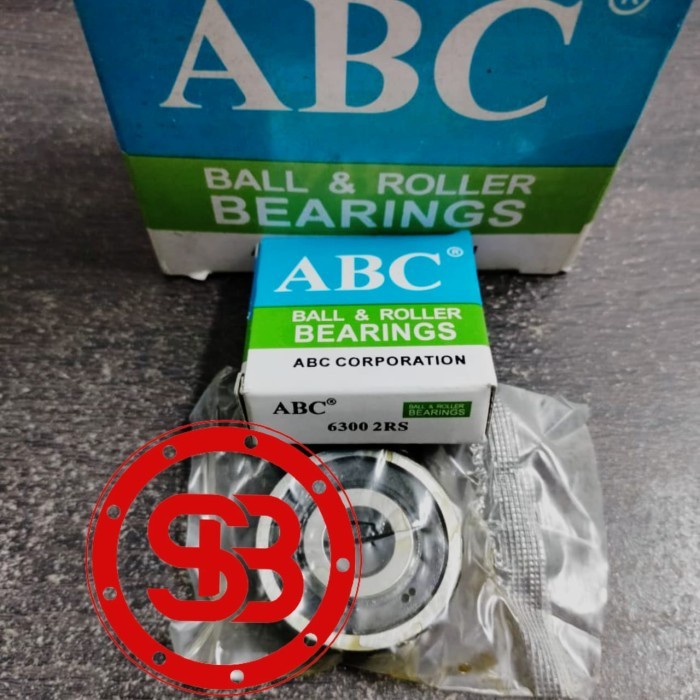 ABC®
BALL & ROLLER
BEARINGS
ABC®
BALL & ROLLER
BEARINGS
ABC CORPORATION
ABC®
BALL & ROLLER
BEARINGS
6300 2RS
SB